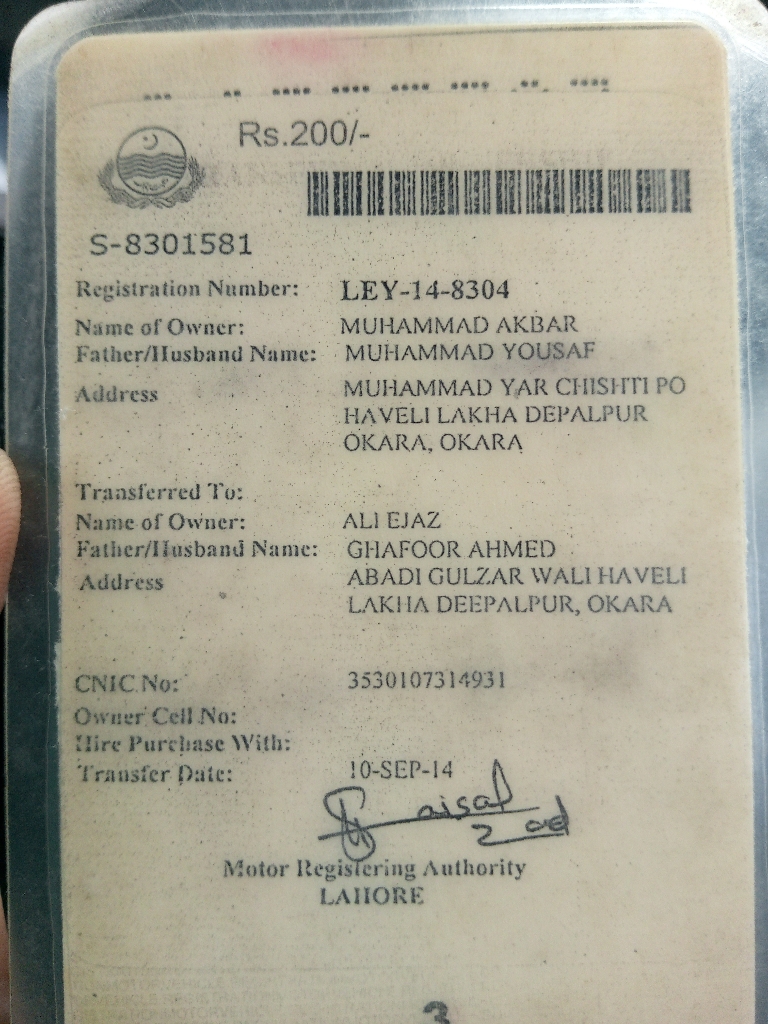 Rs.200/-
S-8301581
Registration Number: LEY-14-8304
Name of Owner: MUHAMMAD AKBAR
Father/Husband Name: MUHAMMAD YOUSAF
Address MUHAMMAD YAR CHISHTI PO
HAVELI LAKHA DEPALPUR
OKARA, OKARA
Transferred To:
Name of Owner: ALI EJAZ
Father/Husband Name: GHAFOOR AHMED
Address ABADI GULZAR WALI HAVELI
LAKHA DEEPALPUR, OKARA
CNIC No: 3530107314931
Owner Cell No:
Hire Purchase With:
Transfer Date: 10-SEP-14
Motor Registering Authority
LAHORE
3